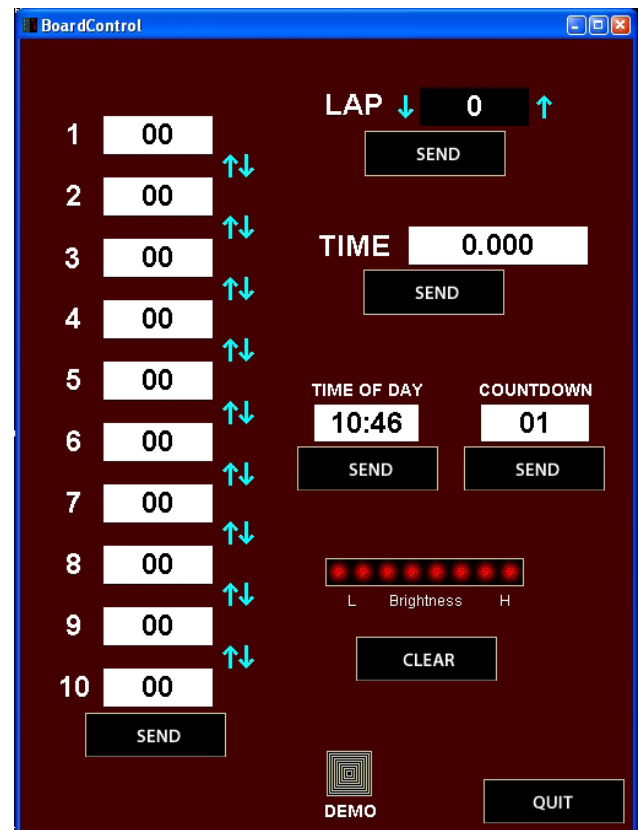 BoardControl
LAP 0
SEND
1 00
2 00
3 00
4 00
5 00
6 00
7 00
8 00
9 00
10 00
SEND
TIME 0.000
SEND
TIME OF DAY
10:46
SEND
COUNTDOWN
01
SEND
L Brightness H
CLEAR
DEMO
QUIT